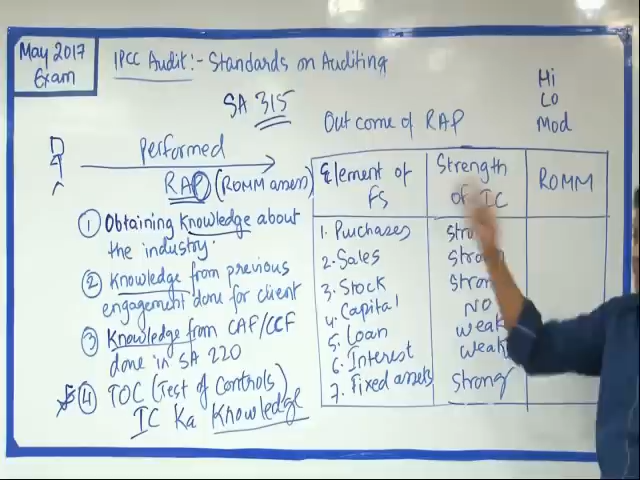 May 2017
Exam
IPCC Audit:- Standards on Auditing
SA 315
Hi
Lo
Mod
Performed
RAP (ROMM assess)
① Obtaining Knowledge about
the industry.
② Knowledge from previous
engagement done for client
③ Knowledge from CAF/CCF
done in SA 220
④ TOC (Test of Controls)
IC Ka Knowledge
Outcome of RAP
Element of FS
Strength of IC
ROMM
1. Purchases
2. Sales strong
3. Stock
4. Capital NO
5. Loan weak
6. Interest weak
7. Fixed assets strong